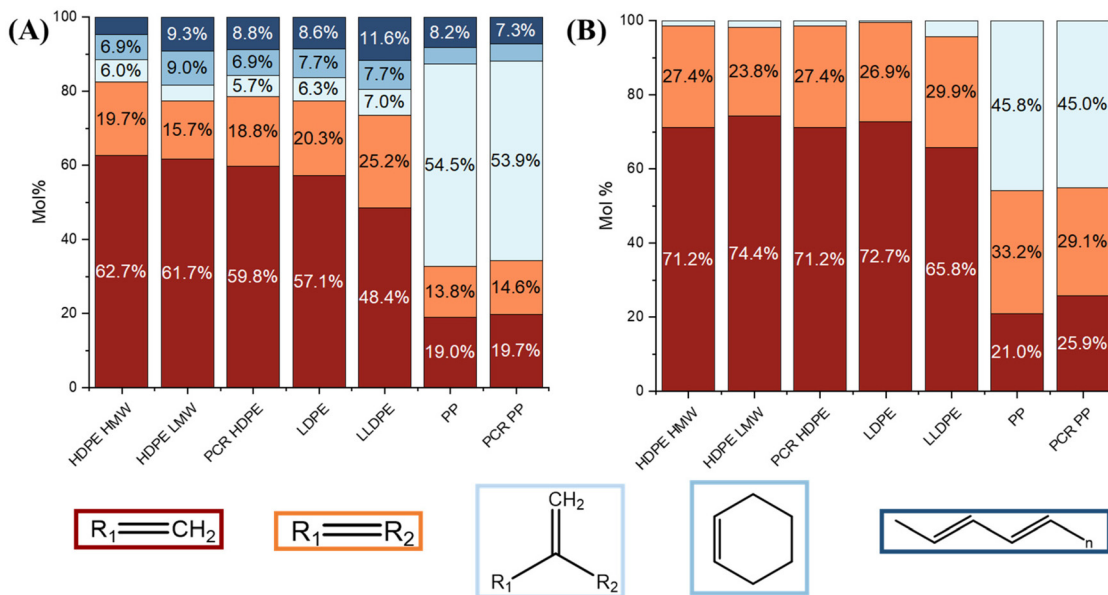 (A)
Mol%
100
80
60
40
20
0
6.9%
6.0%
19.7%
62.7%
9.3%
9.0%
15.7%
61.7%
8.8%
6.9%
5.7%
18.8%
59.8%
8.6%
7.7%
6.3%
20.3%
57.1%
11.6%
7.7%
7.0%
25.2%
48.4%
8.2%
54.5%
13.8%
19.0%
7.3%
53.9%
14.6%
19.7%
HDPE HMW
HDPE LMW
PCR HDPE
LDPE
LLDPE
PP
PCR PP
(B)
Mol %
100
80
60
40
20
0
27.4%
71.2%
23.8%
74.4%
27.4%
71.2%
26.9%
72.7%
29.9%
65.8%
45.8%
33.2%
21.0%
45.0%
29.1%
25.9%
HDPE HMW
HDPE LMW
PCR HDPE
LDPE
LLDPE
PP
PCR PP
R1 CH2
R1 R2
CH2
R1 R2
n